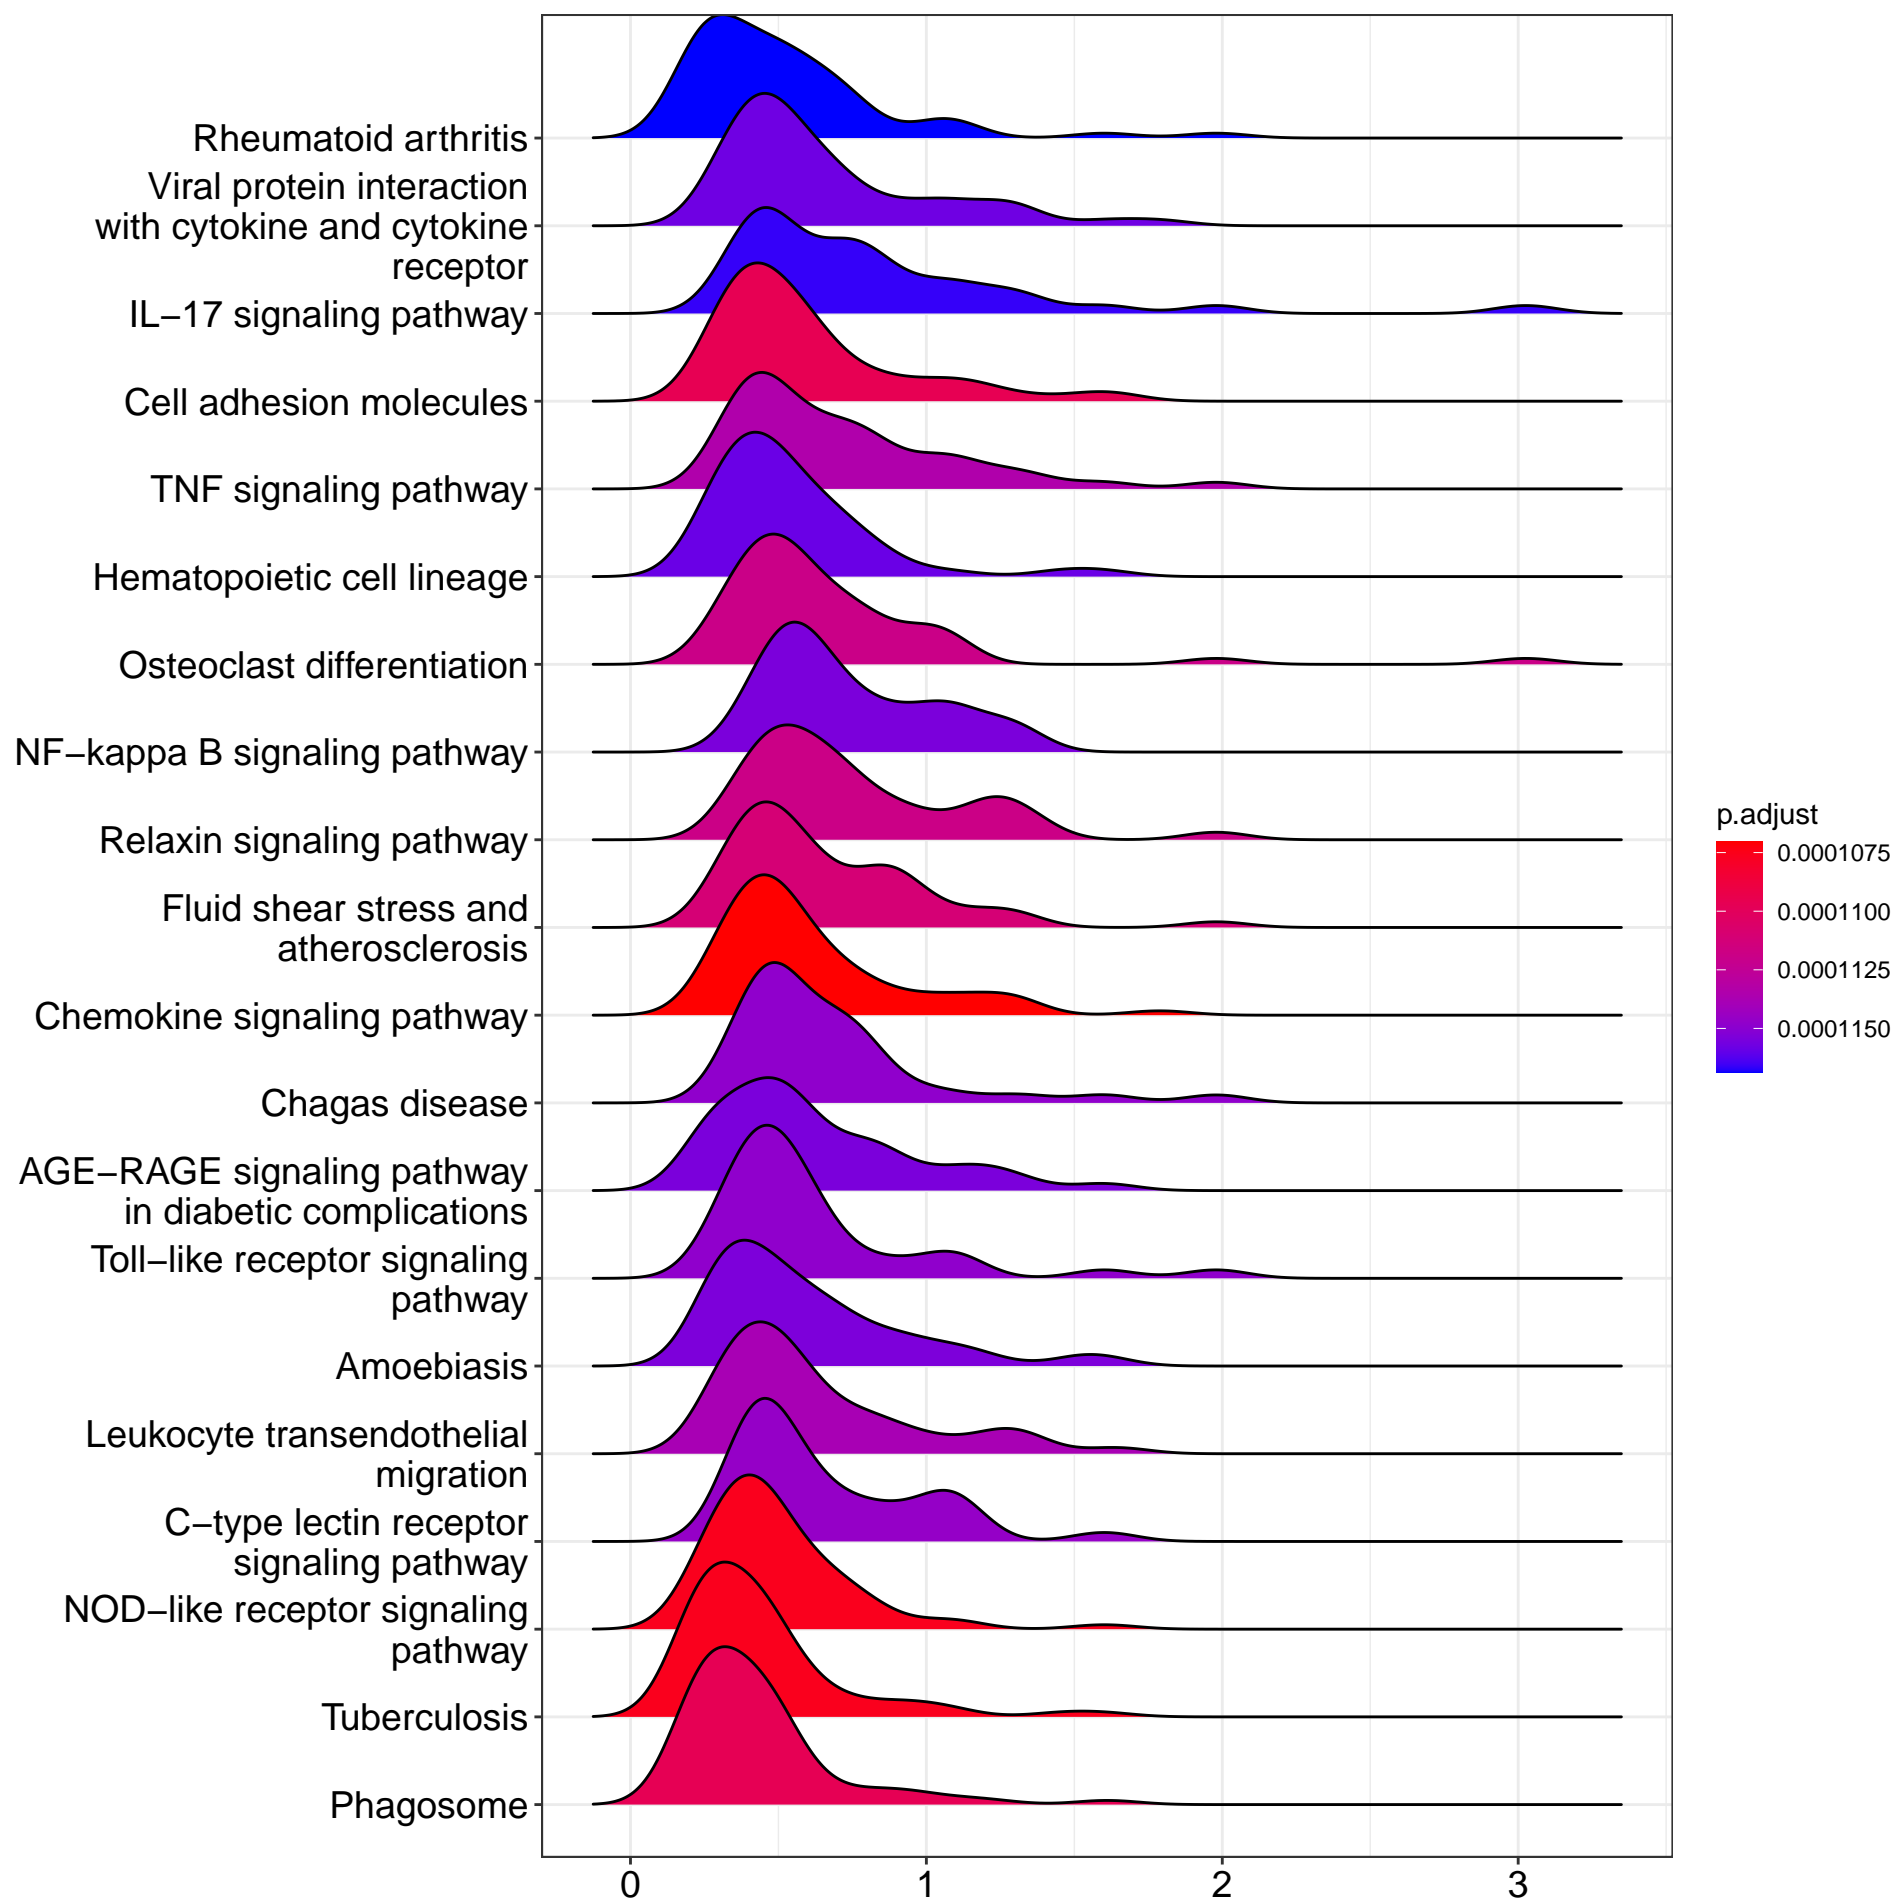 Rheumatoid arthritis
Viral protein interaction
with cytokine and cytokine
receptor
IL−17 signaling pathway
Cell adhesion molecules
TNF signaling pathway
Hematopoietic cell lineage
Osteoclast differentiation
NF−kappa B signaling pathway
Relaxin signaling pathway
Fluid shear stress and
atherosclerosis
Chemokine signaling pathway
Chagas disease
AGE−RAGE signaling pathway
in diabetic complications
Toll−like receptor signaling
pathway
Amoebiasis
Leukocyte transendothelial
migration
C−type lectin receptor
signaling pathway
NOD−like receptor signaling
pathway
Tuberculosis
Phagosome
0 1 2 3
p.adjust
0.0001075
0.0001100
0.0001125
0.0001150